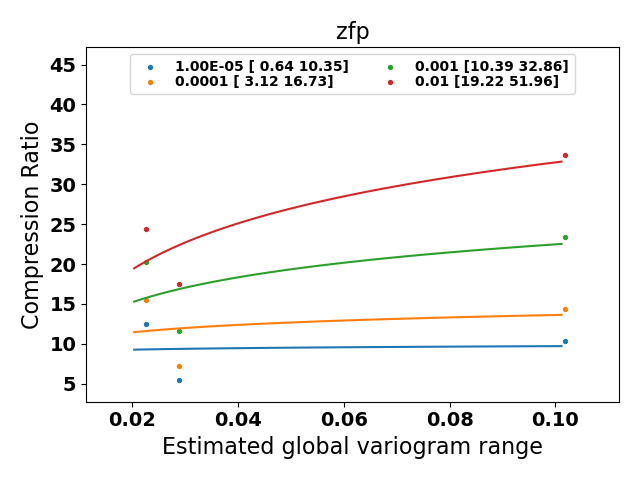 zfp
1.00E-05 [ 0.64 10.35]
0.0001 [ 3.12 16.73]
0.001 [10.39 32.86]
0.01 [19.22 51.96]
Compression Ratio
45
40
35
30
25
20
15
10
5
0.02 0.04 0.06 0.08 0.10
Estimated global variogram range